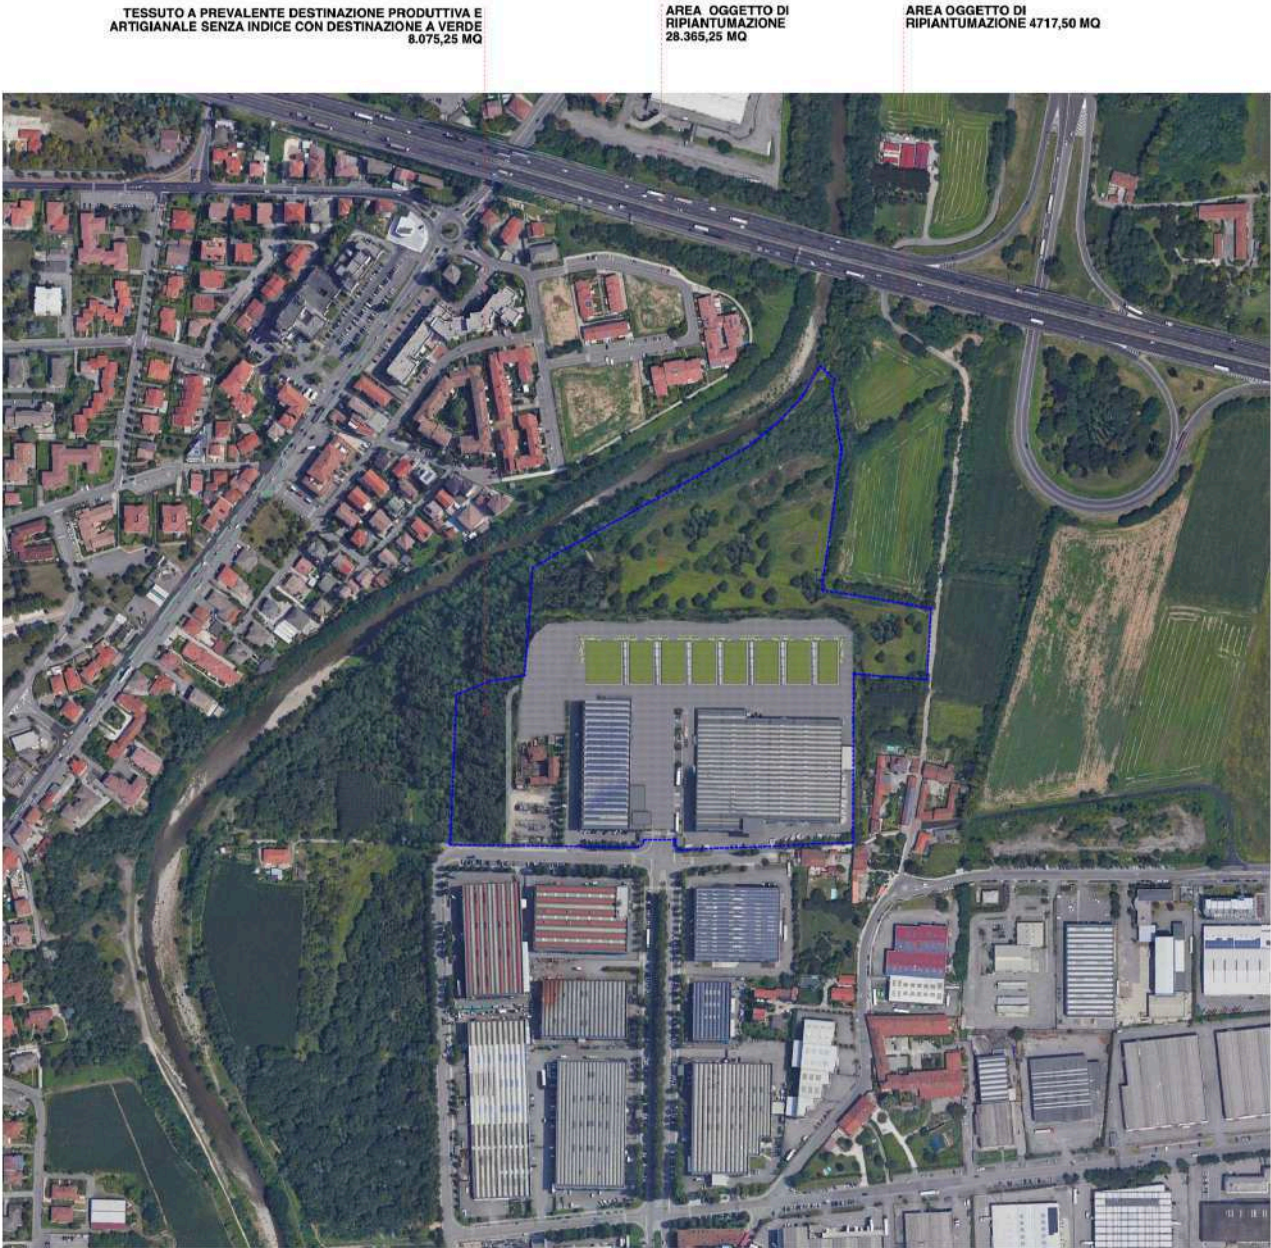 TESSUTO A PREVALENTE DESTINAZIONE PRODUTTIVA E
ARTIGIANALE SENZA INDICE CON DESTINAZIONE A VERDE
8.075,25 MQ
AREA OGGETTO DI
RIPIANTUMAZIONE
28.365,25 MQ
AREA OGGETTO DI
RIPIANTUMAZIONE 4717,50 MQ